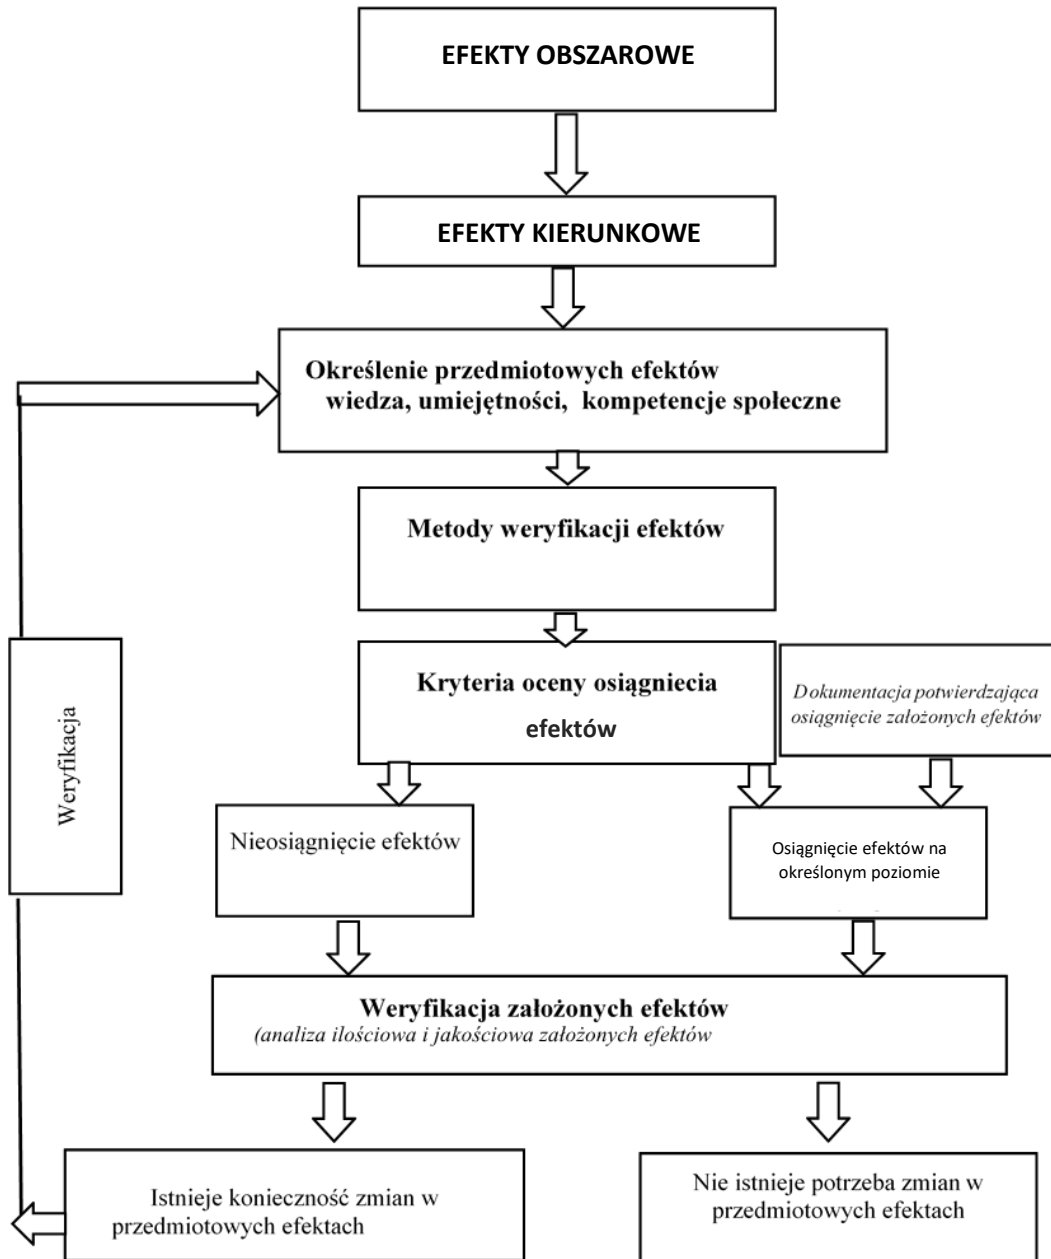 EFEKTY OBSZAROWE
EFEKTY KIERUNKOWE
Określenie przedmiotowych efektów
wiedza, umiejętności, kompetencje społeczne
Metody weryfikacji efektów
Kryteria oceny osiągniecia
efektów
Dokumentacja potwierdzająca
osiągnięcie założonych efektów
Weryfikacja
Nieosiągnięcie efektów
Osiągnięcie efektów na
określonym poziomie
Weryfikacja założonych efektów
(analiza ilościowa i jakościowa założonych efektów
Istnieje konieczność zmian w
przedmiotowych efektach
Nie istnieje potrzeba zmian w
przedmiotowych efektach